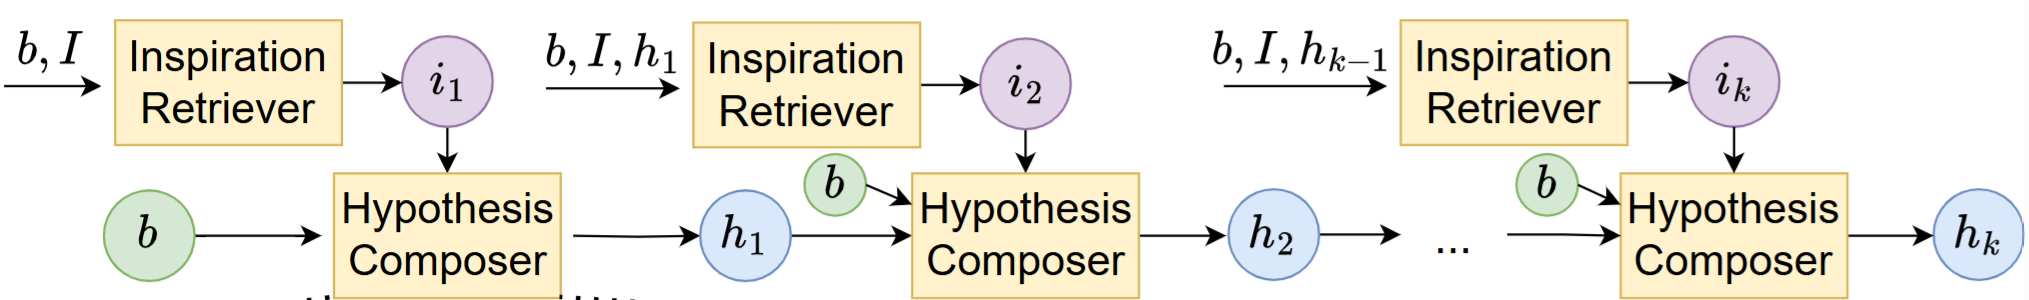 b, I
Inspiration
Retriever
i₁
b, I, h₁
Inspiration
Retriever
i₂
b, I, hₖ₋₁
Inspiration
Retriever
iₖ
b
Hypothesis
Composer
h₁
b
Hypothesis
Composer
h₂
...
b
Hypothesis
Composer
hₖ